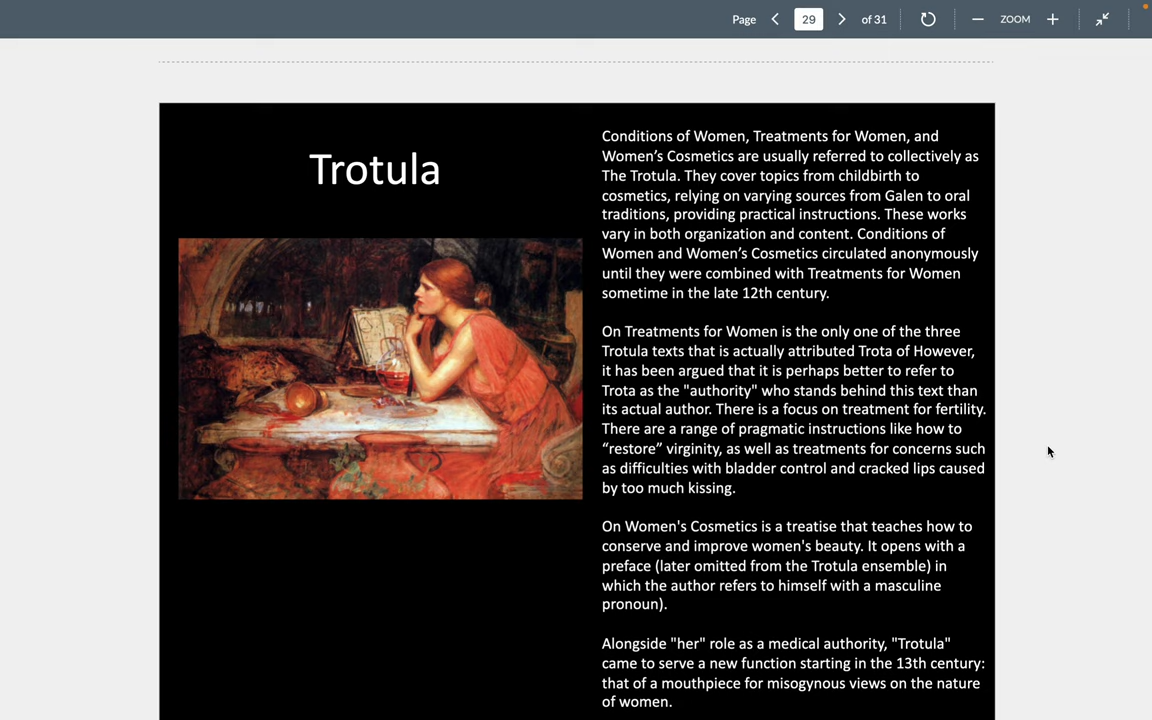 Page 29 of 31 ZOOM
Trotula
Conditions of Women, Treatments for Women, and
Women’s Cosmetics are usually referred to collectively as
The Trotula. They cover topics from childbirth to
cosmetics, relying on varying sources from Galen to oral
traditions, providing practical instructions. These works
vary in both organization and content. Conditions of
Women and Women’s Cosmetics circulated anonymously
until they were combined with Treatments for Women
sometime in the late 12th century.
On Treatments for Women is the only one of the three
Trotula texts that is actually attributed Trota of However,
it has been argued that it is perhaps better to refer to
Trota as the "authority" who stands behind this text than
its actual author. There is a focus on treatment for fertility.
There are a range of pragmatic instructions like how to
“restore” virginity, as well as treatments for concerns such
as difficulties with bladder control and cracked lips caused
by too much kissing.
On Women's Cosmetics is a treatise that teaches how to
conserve and improve women's beauty. It opens with a
preface (later omitted from the Trotula ensemble) in
which the author refers to himself with a masculine
pronoun).
Alongside "her" role as a medical authority, "Trotula"
came to serve a new function starting in the 13th century:
that of a mouthpiece for misogynous views on the nature
of women.